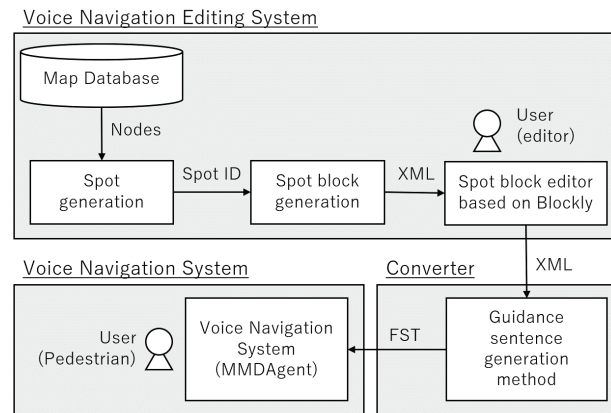 Voice Navigation Editing System
Map Database
Nodes
User
(editor)
Spot
generation
Spot ID
Spot block
generation
XML
Spot block editor
based on Blockly
XML
Voice Navigation System
Converter
User
(Pedestrian)
Voice Navigation
System
(MMDAgent)
FST
Guidance
sentence
generation
method